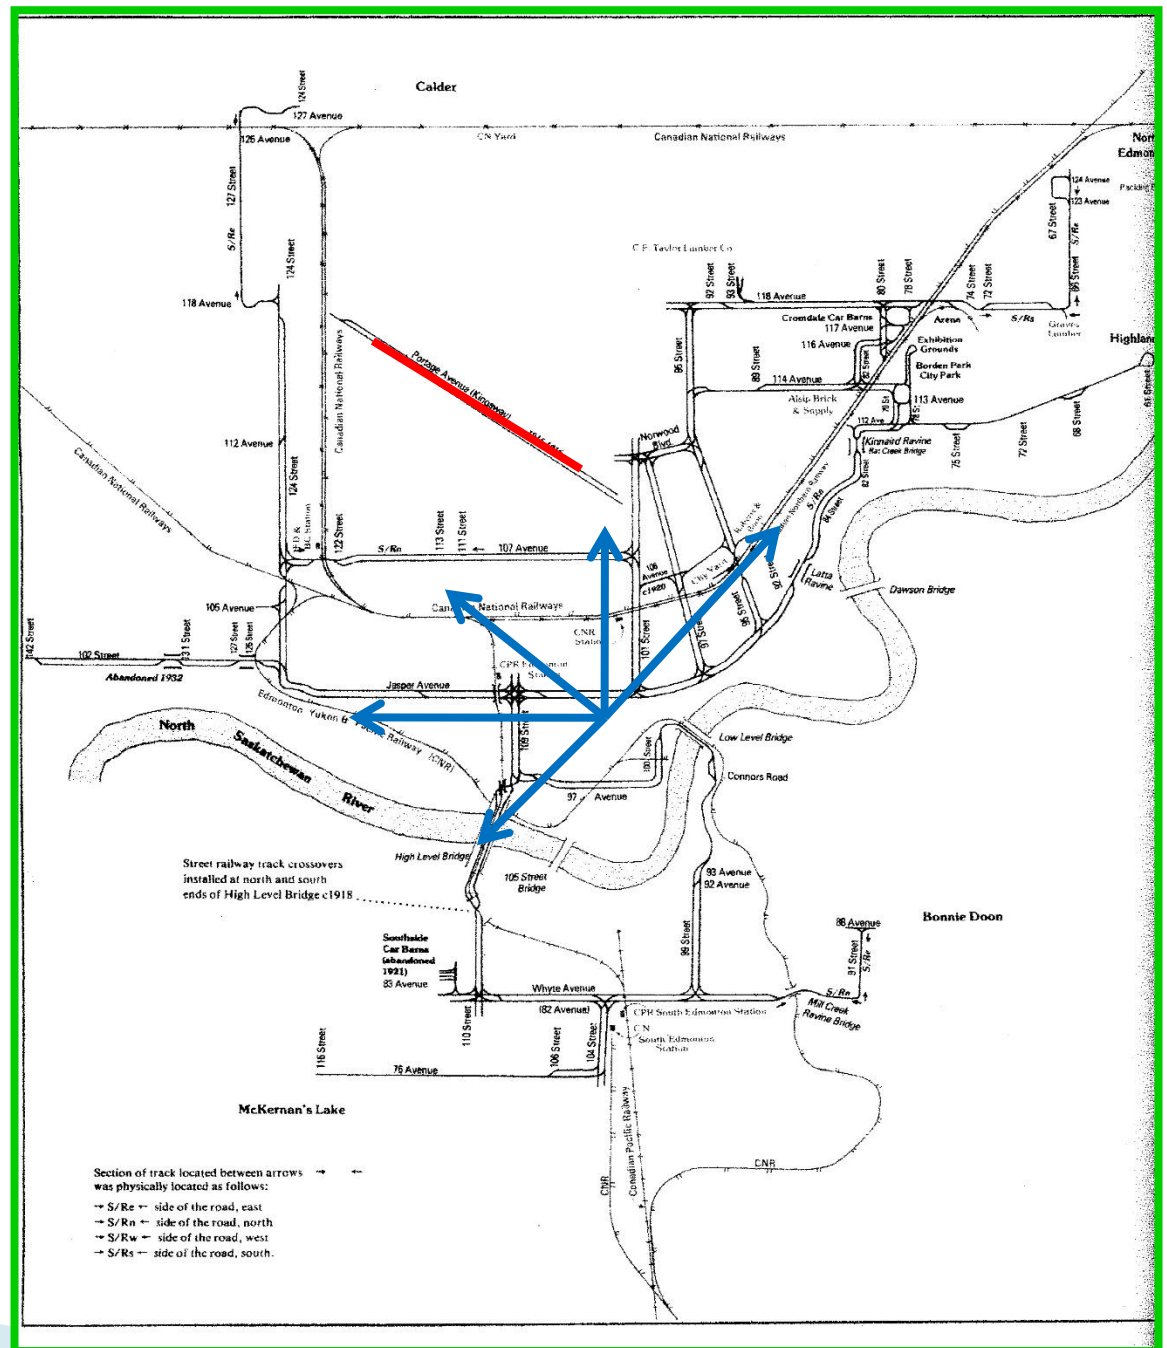 Calder
124 Street
127 Avenue
125 Avenue
CN Yard
Canadian National Railways
127 Street
S/Re
124 Street
118 Avenue
Canadian National Railways
Portage Avenue (Kingsway)
C.F. Taylor Lumber Co
92 Street
93 Street
118 Avenue
80 Street
78 Street
74 Street
72 Street
67 Street
124 Avenue
123 Avenue
S/Re
66 Street
S/Rs
Graves
Lumber
Cromdale Car Barns
117 Avenue
116 Avenue
Arena
Exhibition
Grounds
Borden Park
City Park
95 Street
89 Street
114 Avenue
82 Street
Alsip Brick
& Supply
79 St
78 St
113 Avenue
112 Ave
Kinnaird Ravine
Rat Creek Bridge
75 Street
72 Street
68 Street
112 Avenue
124 Street
Canadian National Railways
Norwood
Blvd
82 Street
84 Street
S/Rn
Latta
Ravine
Dawson Bridge
122 Street
S/Rn
113 Street
111 Street
107 Avenue
106
Avenue
c1920
City Yard
92 Street
96 Street
97 Street
101 Street
105 Avenue
Canadian National Railways
CNR
Station
142 Street
102 Street
131 Street
127 Street
126 Street
Abandoned 1932
CPR Edmonton
Station
Jasper Avenue
109 Street
Edmonton Yukon & Pacific Railway (CNR)
North
Saskatchewan
River
100 Street
97 Avenue
Low Level Bridge
Connors Road
High Level Bridge
105 Street
Bridge
Street railway track crossovers
installed at north and south
ends of High Level Bridge c1918
93 Avenue
92 Avenue
99 Street
Bonnie Doon
88 Avenue
91 Street
S/Re
Southside
Car Barns
(abandoned
1921)
83 Avenue
Whyte Avenue
(82 Avenue)
S/Rn
Mill Creek
Ravine Bridge
110 Street
CPR South Edmonton Station
CN
South Edmonton
Station
115 Street
106 Street
104 Street
76 Avenue
McKernan's Lake
CNR
Canadian Pacific Railway
CNR
Section of track located between arrows → ←
was physically located as follows:
→ S/Re ← side of the road, east
→ S/Rn ← side of the road, north
→ S/Rw ← side of the road, west
→ S/Rs ← side of the road, south.